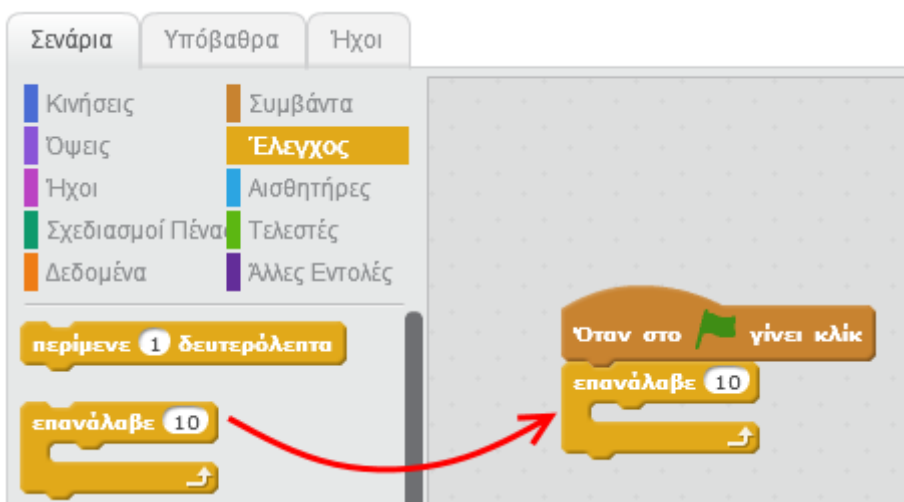 Σενάρια Υπόβαθρα Ήχοι
Κινήσεις Συμβάντα
Όψεις Έλεγχος
Ήχοι Αισθητήρες
Σχεδιασμοί Πένας Τελεστές
Δεδομένα Άλλες Εντολές
περίμενε 1 δευτερόλεπτα
επανάλαβε 10
Όταν στο γίνει κλίκ
επανάλαβε 10